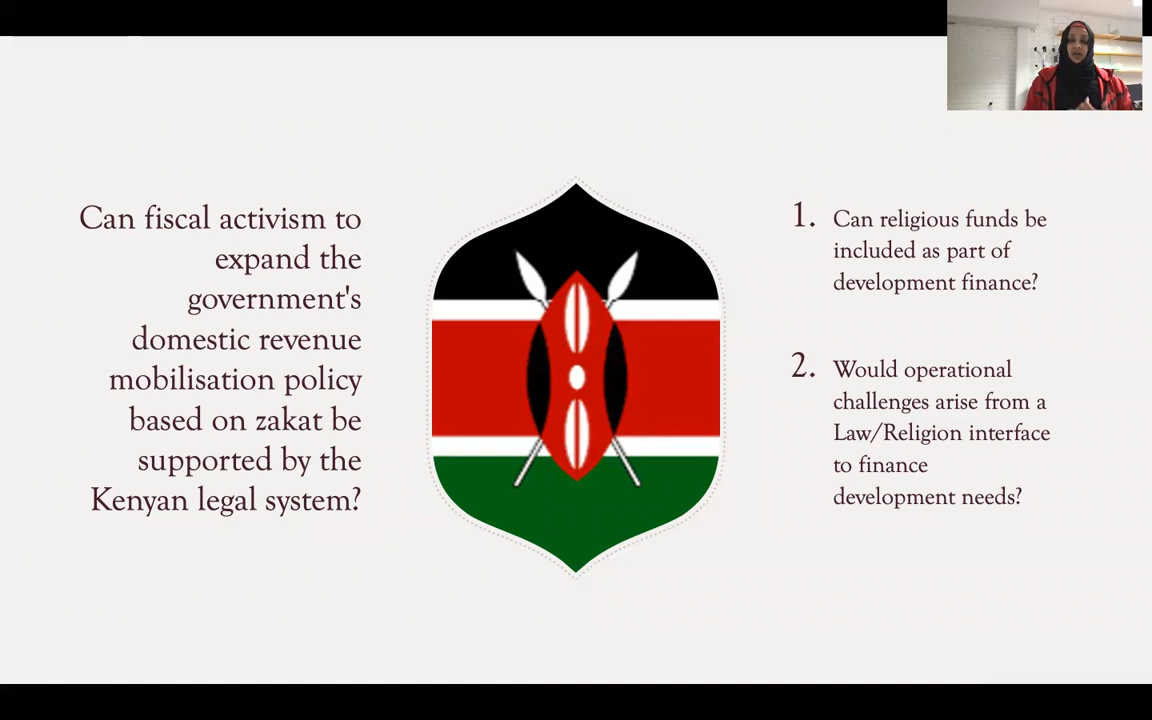 Can fiscal activism to
expand the
government's
domestic revenue
mobilisation policy
based on zakat be
supported by the
Kenyan legal system?
1. Can religious funds be
included as part of
development finance?
2. Would operational
challenges arise from a
Law/Religion interface
to finance
development needs?